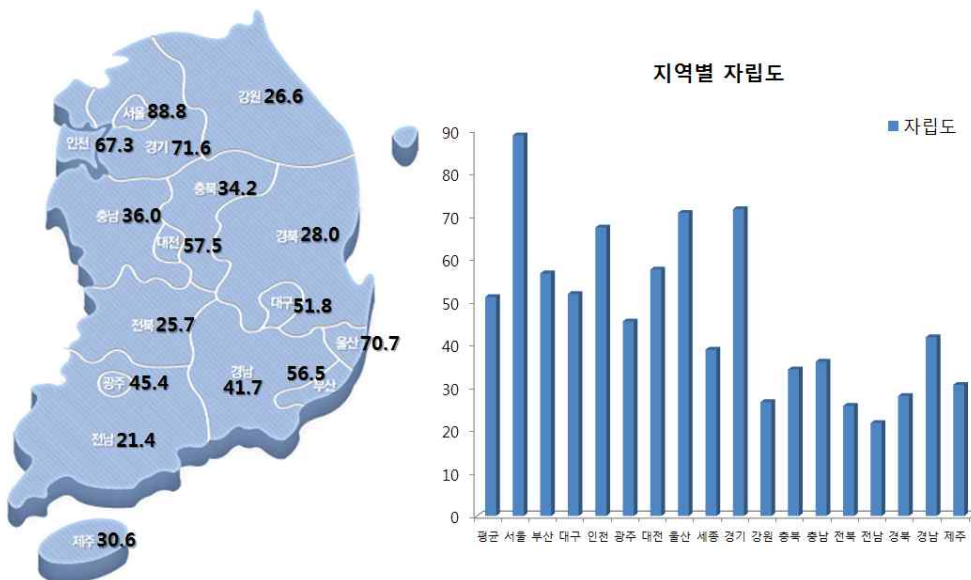 강원 26.6
서울 88.8
인천 67.3
경기 71.6
충북 34.2
충남 36.0
경북 28.0
대전 57.5
대구 51.8
전북 25.7
울산 70.7
경남 41.7
56.5 부산
광주 45.4
전남 21.4
제주 30.6
지역별 자립도
자립도
90
80
70
60
50
40
30
20
10
0
평균 서울 부산 대구 인천 광주 대전 울산 세종 경기 강원 충북 충남 전북 전남 경북 경남 제주